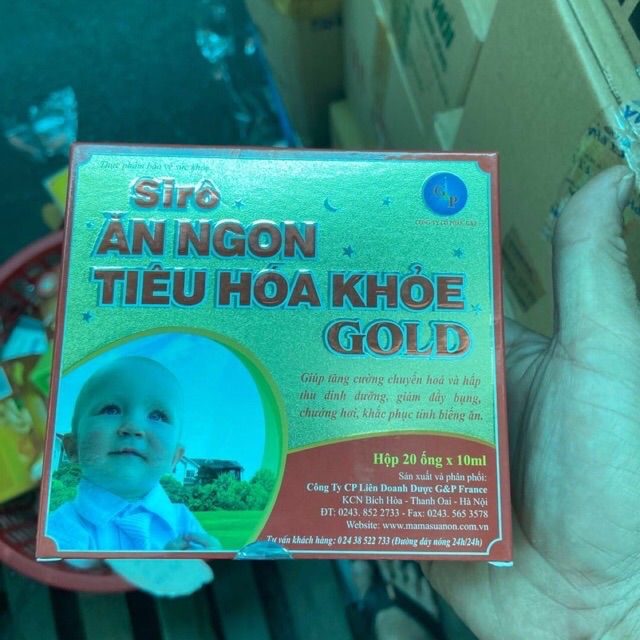 Thực phẩm bảo vệ sức khỏe
Sirô
ĂN NGON
TIÊU HÓA KHỎE
GOLD
G&P
Giúp tăng cường chuyển hoá và hấp
thu dinh dưỡng, giảm đầy bụng,
chướng hơi, khắc phục tình biếng ăn.
Hộp 20 ống x 10ml
Sản xuất và phân phối:
Công Ty CP Liên Doanh Dược G&P France
KCN Bích Hòa - Thanh Oai - Hà Nội
ĐT: 0243. 852 2733 - Fax: 0243. 565 3578
Website: www.mamasuanon.com.vn
Tư vấn khách hàng: 024 38 522 733 (Đường dây nóng 24h/24h)